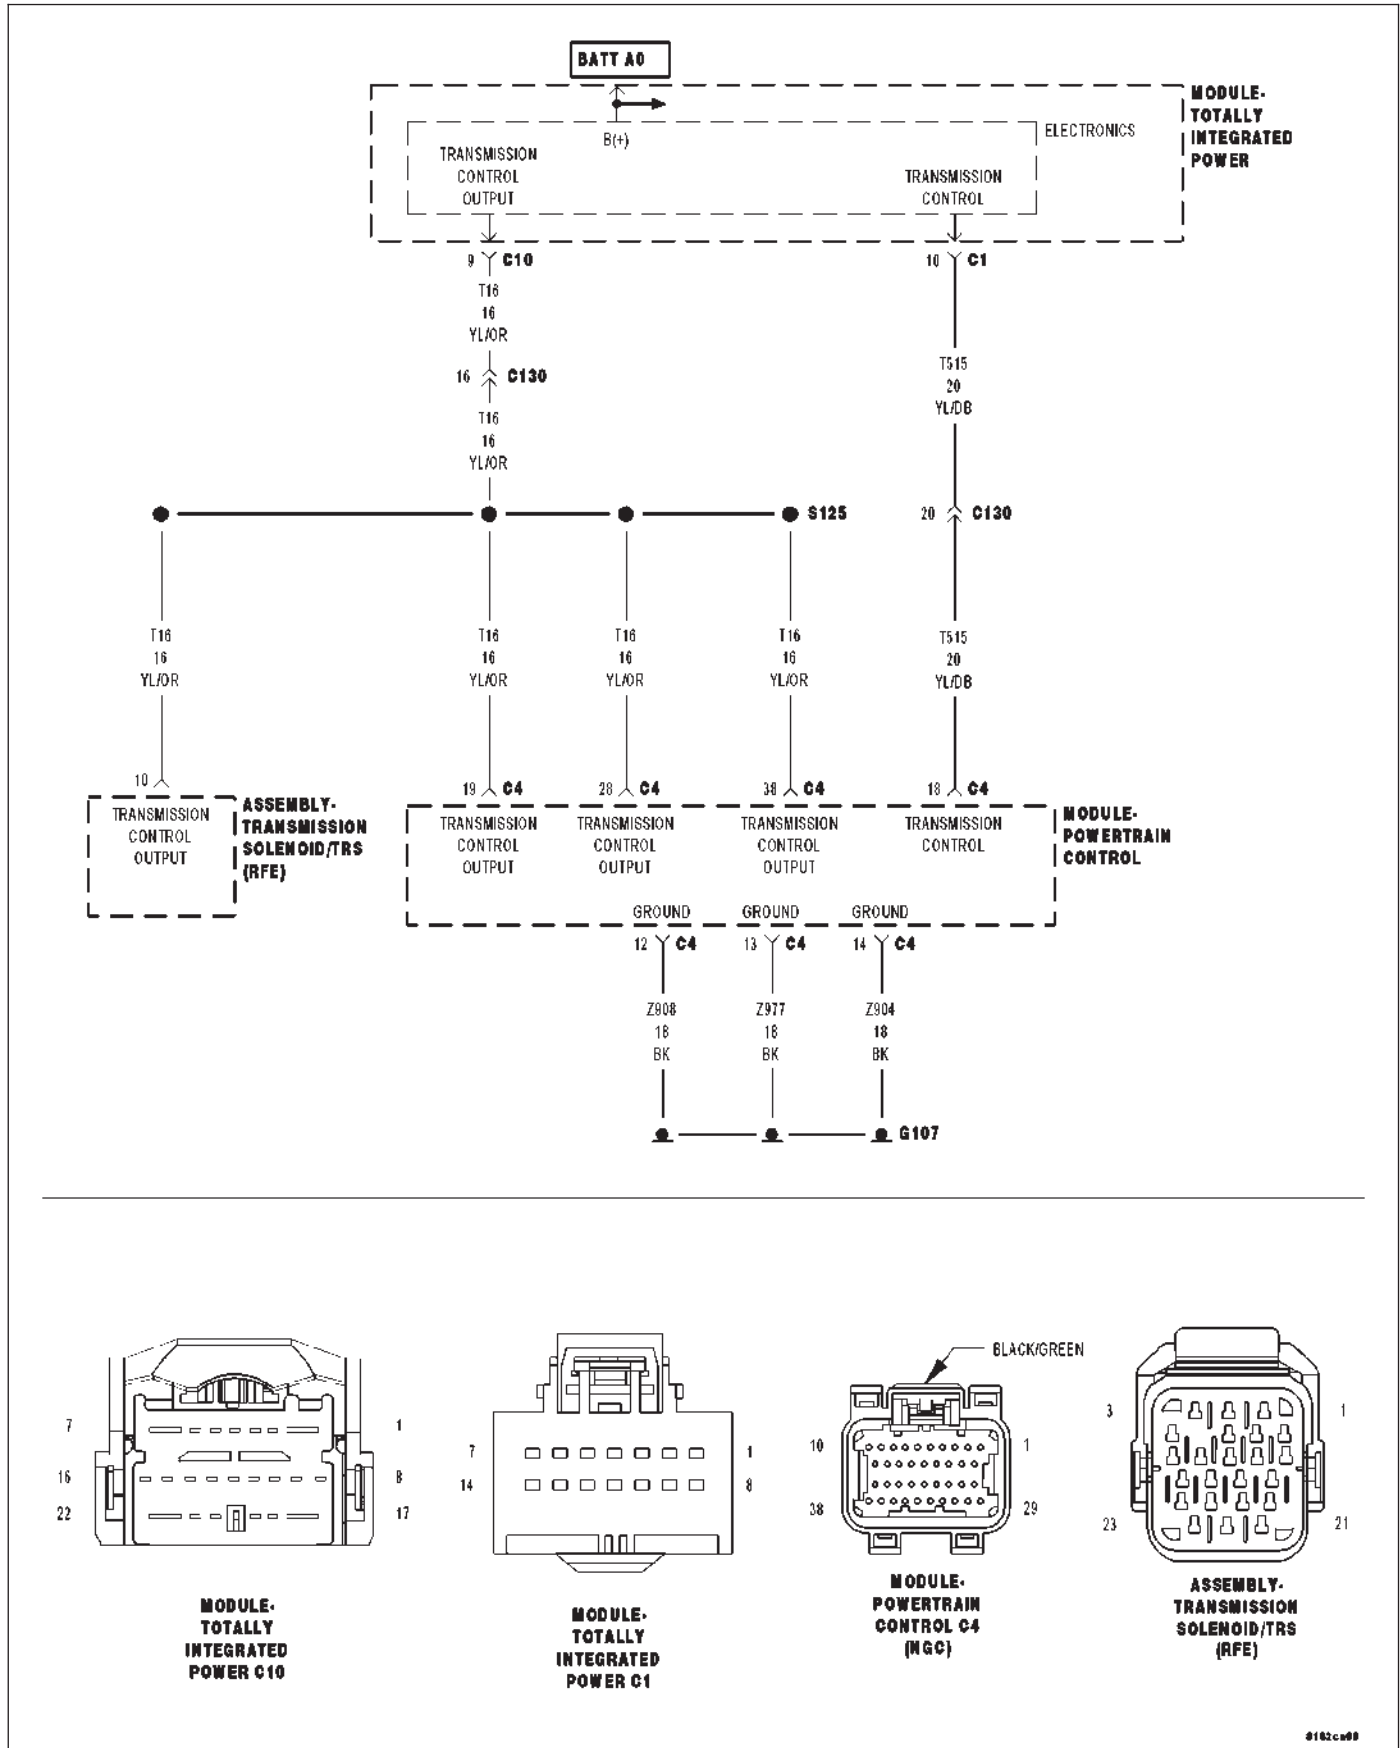 BATT A0
MODULE-
TOTALLY
INTEGRATED
POWER
ELECTRONICS
B(+)
TRANSMISSION
CONTROL
OUTPUT
TRANSMISSION
CONTROL
9 C10
10 C1
T16
16
YL/OR
T515
20
YL/DB
16 C130
T16
16
YL/OR
S125
20 C130
T16
16
YL/OR
T16
16
YL/OR
T16
16
YL/OR
T16
16
YL/OR
T515
20
YL/DB
10
19 C4
28 C4
38 C4
18 C4
TRANSMISSION
CONTROL
OUTPUT
ASSEMBLY-
TRANSMISSION
SOLENOID/TRS
(RFE)
TRANSMISSION
CONTROL
OUTPUT
TRANSMISSION
CONTROL
OUTPUT
TRANSMISSION
CONTROL
OUTPUT
TRANSMISSION
CONTROL
MODULE-
POWERTRAIN
CONTROL
GROUND
GROUND
GROUND
12 C4
13 C4
14 C4
Z908
18
BK
Z977
18
BK
Z904
18
BK
G107
7
1
16
8
22
17
MODULE-
TOTALLY
INTEGRATED
POWER C10
7
1
14
8
MODULE-
TOTALLY
INTEGRATED
POWER C1
BLACK/GREEN
10
1
38
29
MODULE-
POWERTRAIN
CONTROL C4
(NGC)
3
1
23
21
ASSEMBLY-
TRANSMISSION
SOLENOID/TRS
(RFE)